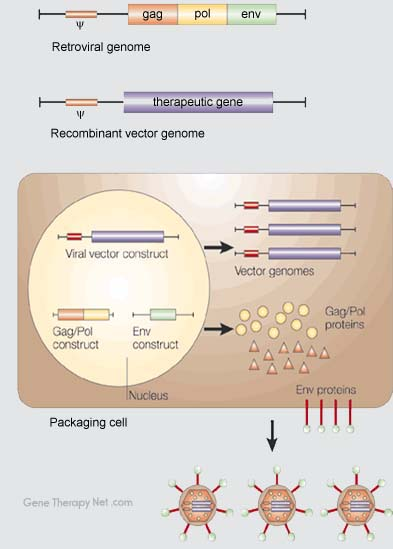 gag pol env
Ψ
Retroviral genome
therapeutic gene
Ψ
Recombinant vector genome
Viral vector construct
Vector genomes
Gag/Pol
construct
Env
construct
Gag/Pol
proteins
Nucleus
Env proteins
Packaging cell
Gene Therapy Net .com